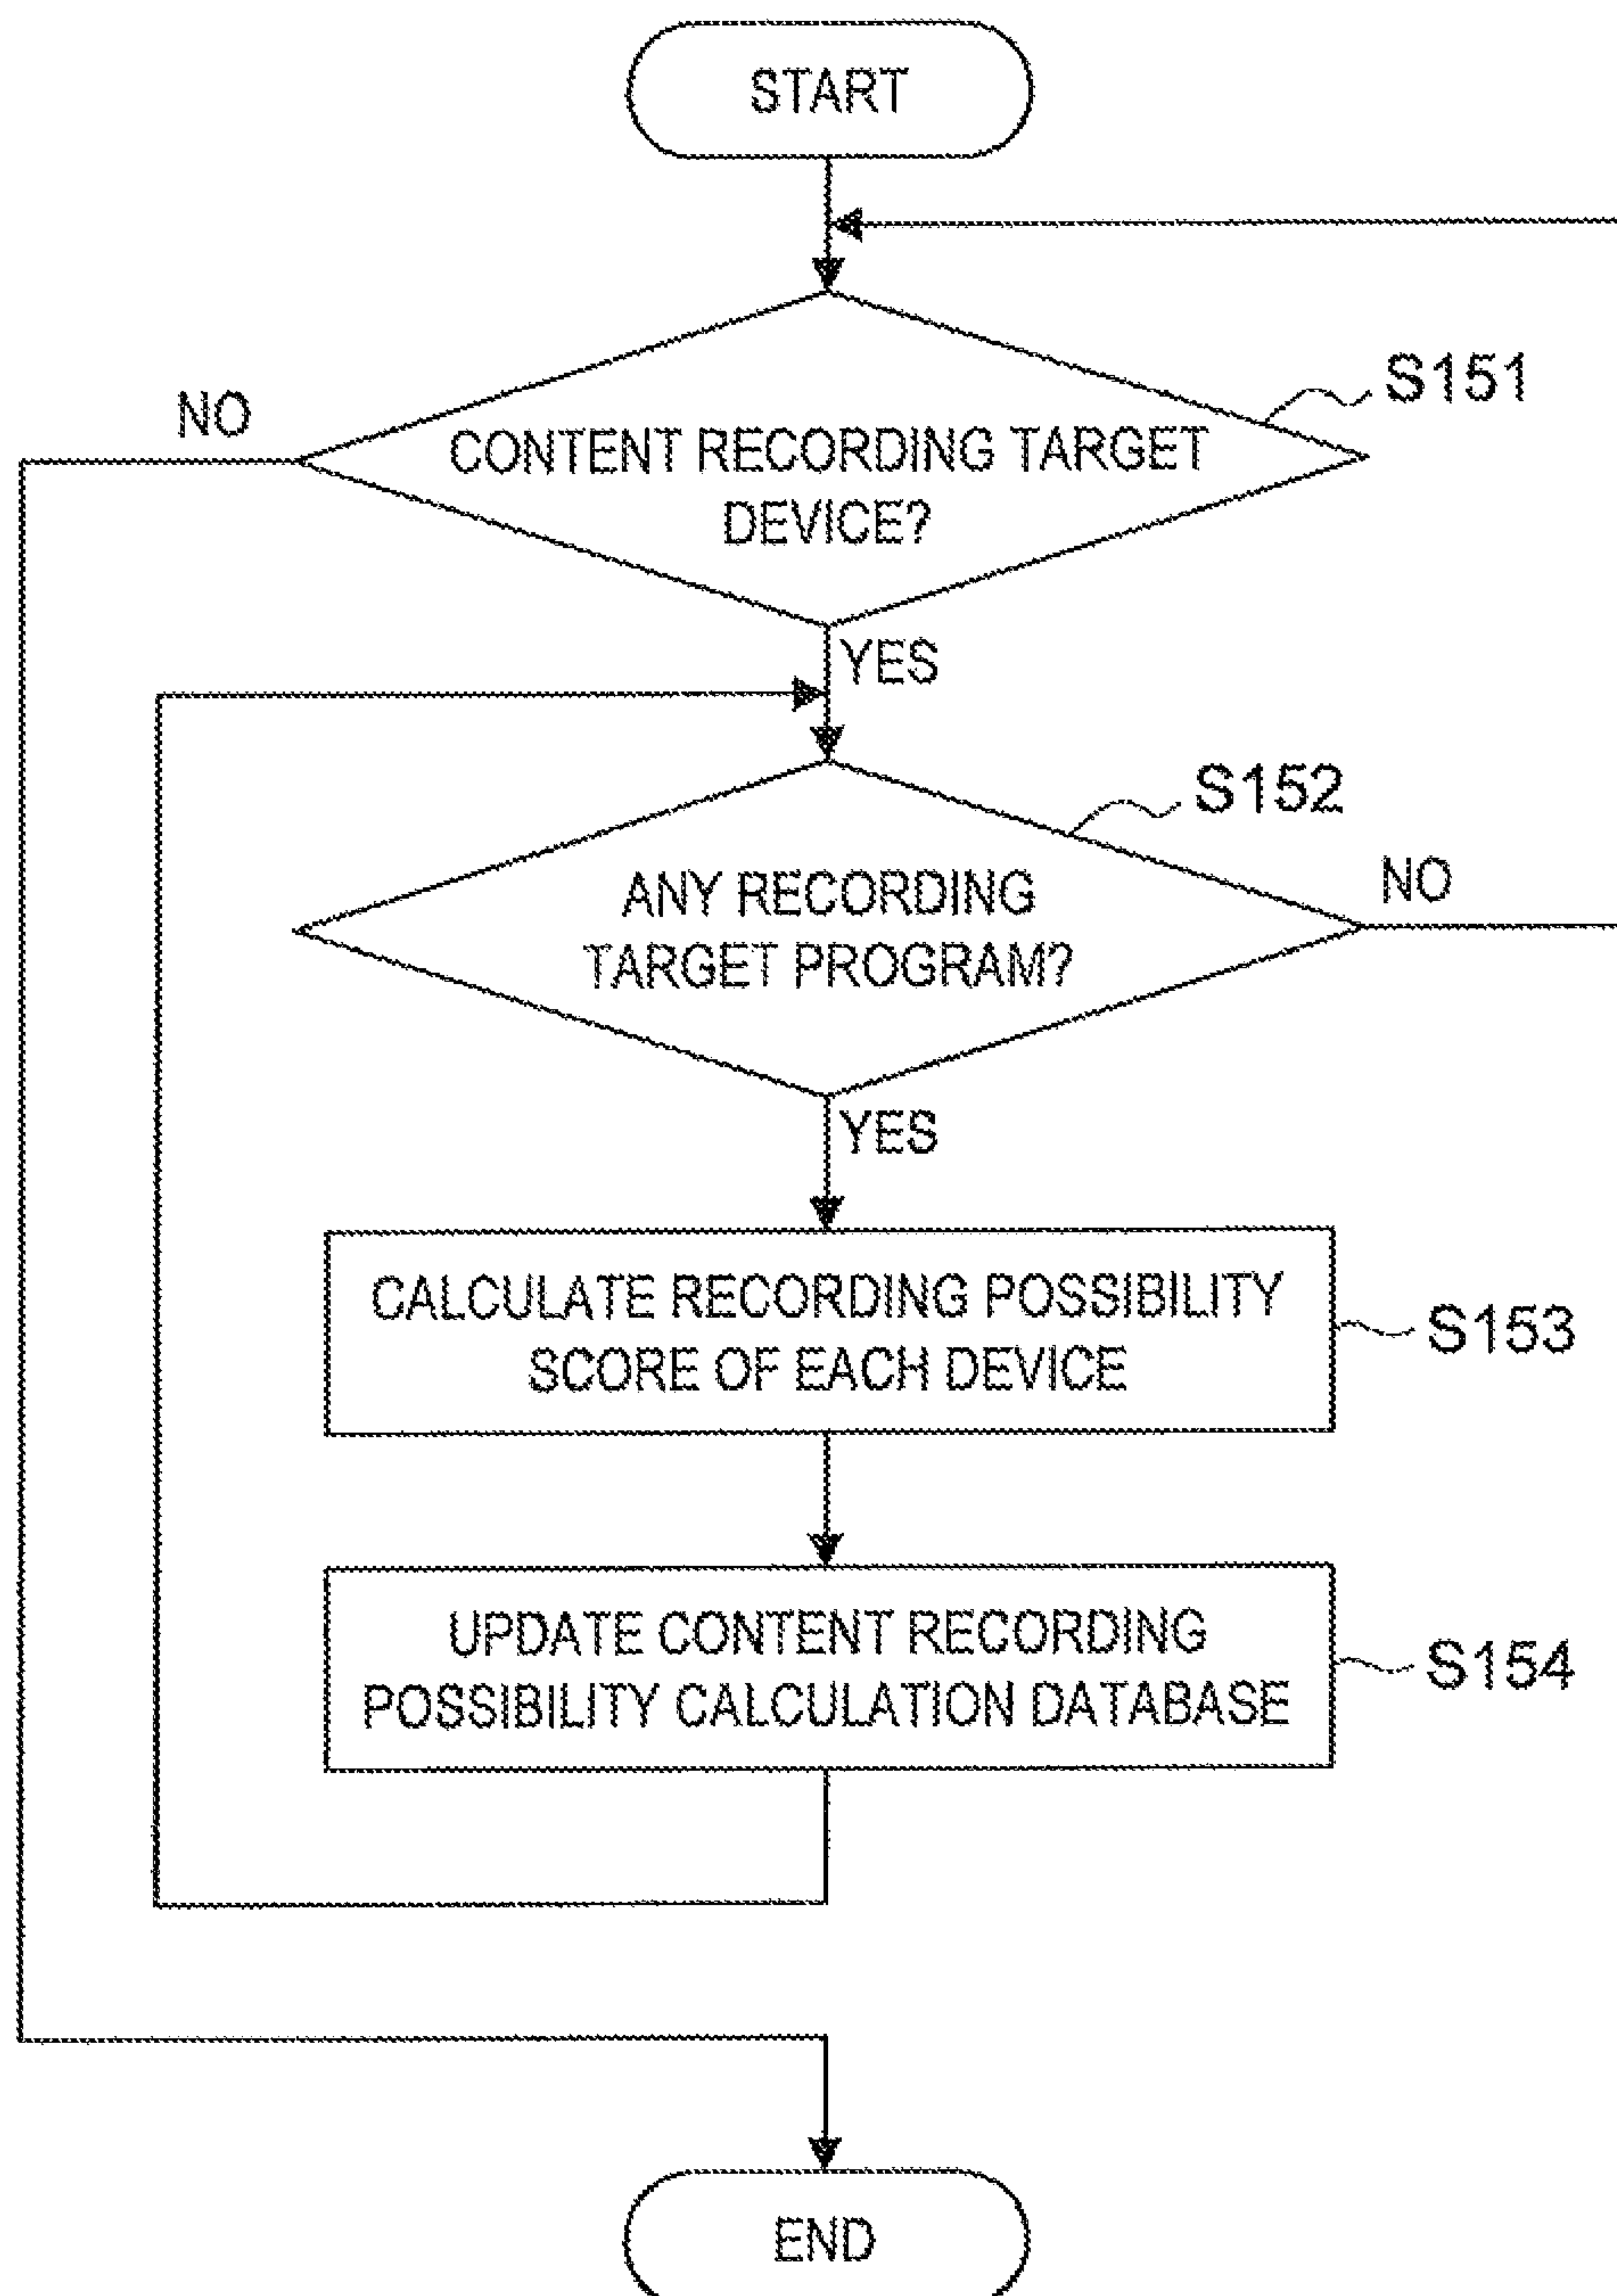 START
S151
NO
CONTENT RECORDING TARGET
DEVICE?
YES
S152
NO
ANY RECORDING
TARGET PROGRAM?
YES
CALCULATE RECORDING POSSIBILITY
SCORE OF EACH DEVICE
S153
UPDATE CONTENT RECORDING
POSSIBILITY CALCULATION DATABASE
S154
END